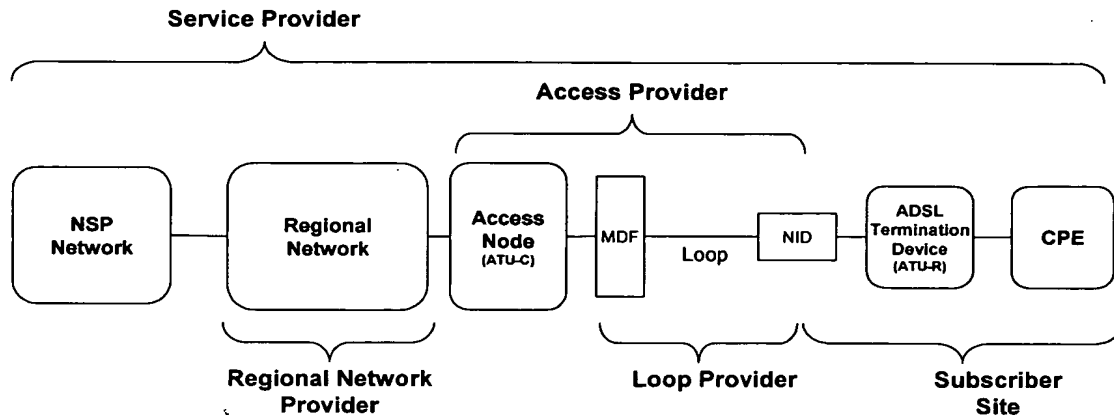 Service Provider
Access Provider
NSP
Network
Regional
Network
Access
Node
(ATU-C)
MDF
Loop
NID
ADSL
Termination
Device
(ATU-R)
CPE
Regional Network
Provider
Loop Provider
Subscriber
Site